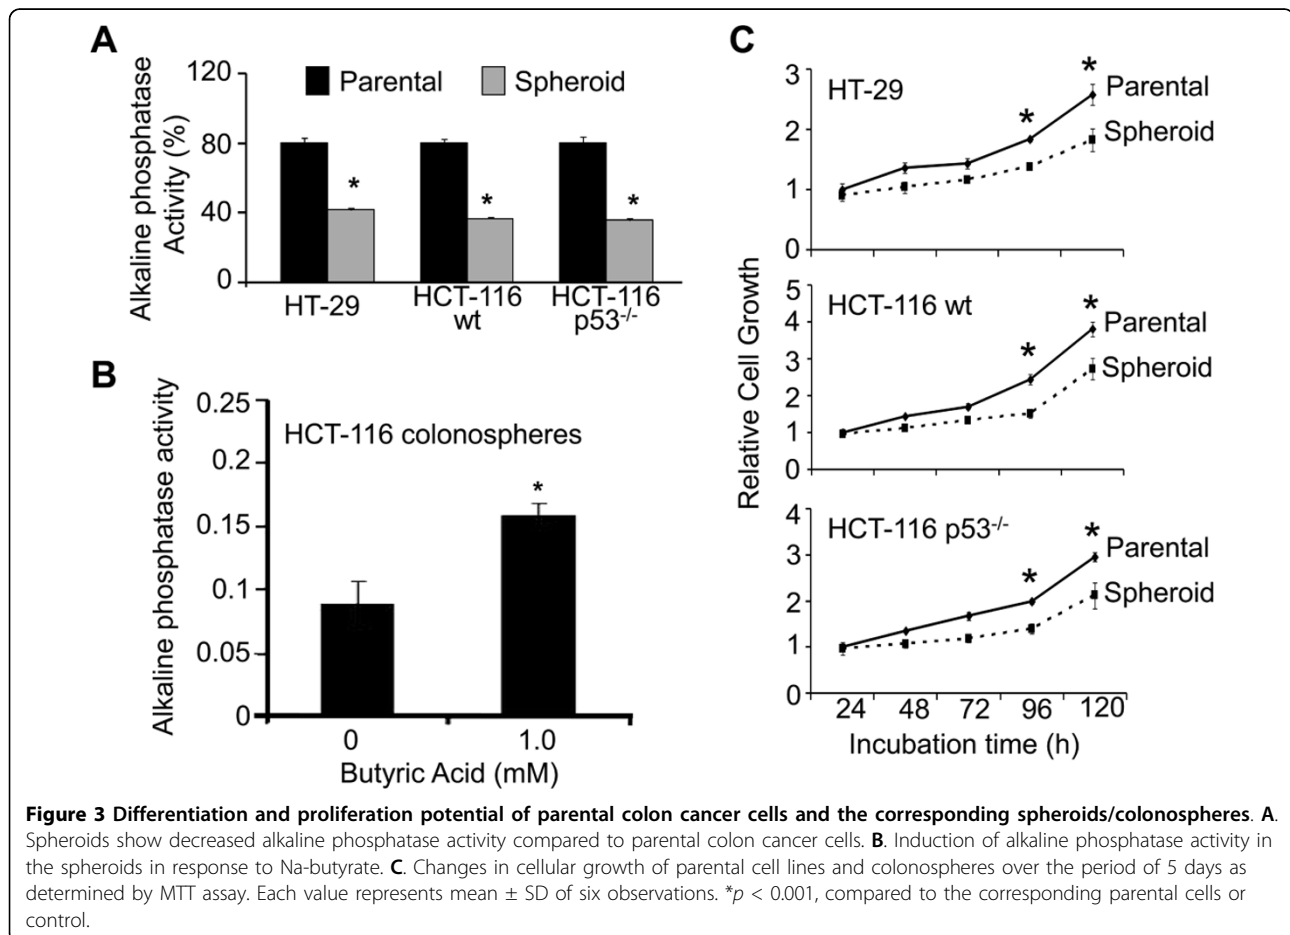 A
Alkaline phosphatase
Activity (%)
120
80
40
0
Parental
Spheroid
*
*
*
HT-29
HCT-116
wt
HCT-116
p53-/-
B
Alkaline phosphatase activity
0.25
0.2
0.15
0.1
0.05
0
HCT-116 colonospheres
*
0
1.0
Butyric Acid (mM)
C
Relative Cell Growth
3
2
1
0
HT-29
*
*
Parental
Spheroid
5
4
3
2
1
0
HCT-116 wt
*
*
Parental
Spheroid
4
3
2
1
0
HCT-116 p53-/-
*
*
Parental
Spheroid
24 48 72 96 120
Incubation time (h)
Figure 3 Differentiation and proliferation potential of parental colon cancer cells and the corresponding spheroids/colonospheres. A.
Spheroids show decreased alkaline phosphatase activity compared to parental colon cancer cells. B. Induction of alkaline phosphatase activity in
the spheroids in response to Na-butyrate. C. Changes in cellular growth of parental cell lines and colonospheres over the period of 5 days as
determined by MTT assay. Each value represents mean ± SD of six observations. *p < 0.001, compared to the corresponding parental cells or
control.